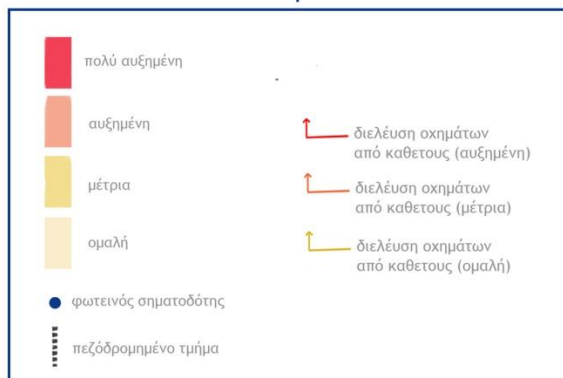 πολύ αυξημένη
αυξημένη
μέτρια
ομαλή
φωτεινός σηματοδότης
πεζόδρομημένο τμήμα
διελέυση οχημάτων
από καθετους (αυξημένη)
διελέυση οχημάτων
από καθετους (μέτρια)
διελέυση οχημάτων
από καθετους (ομαλή)